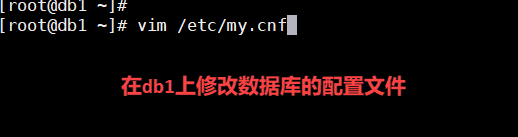 [root@db1 ~]#
[root@db1 ~]# vim /etc/my.cnf
在db1上修改数据库的配置文件